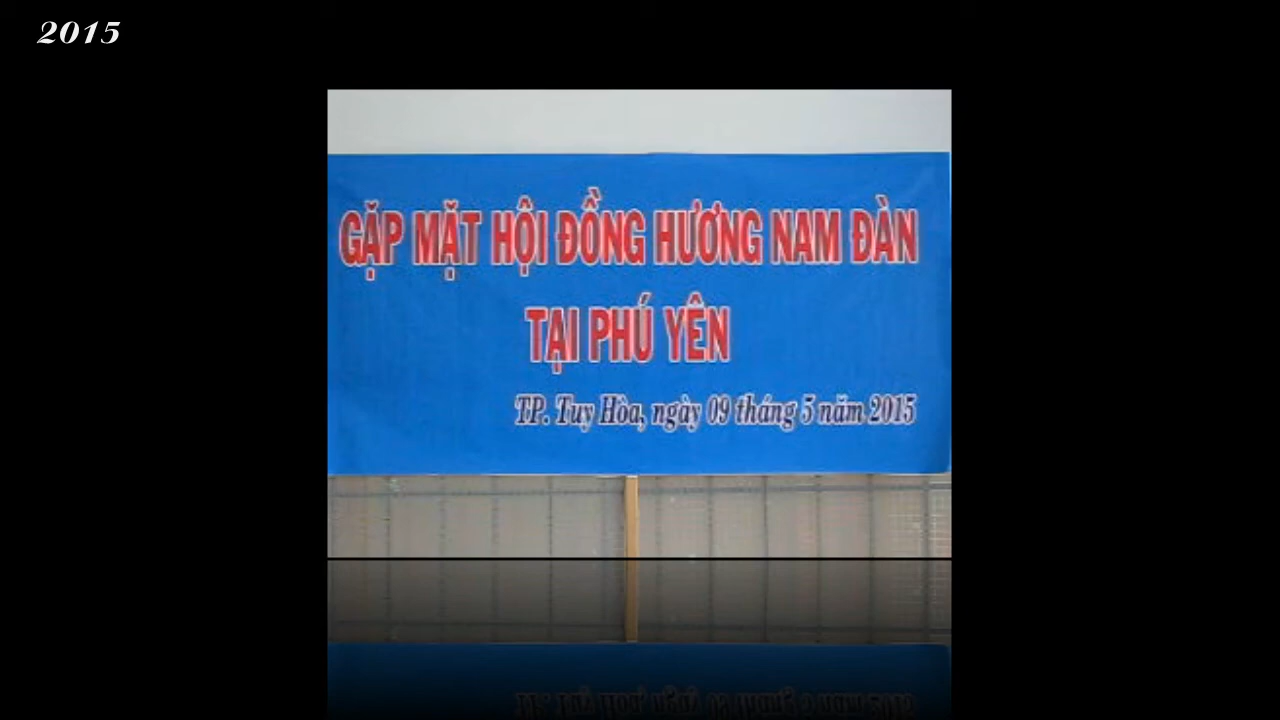 2015
GẶP MẶT HỘI ĐỒNG HƯƠNG NAM ĐÀN
TẠI PHÚ YÊN
TP. Tuy Hòa, ngày 09 tháng 5 năm 2015